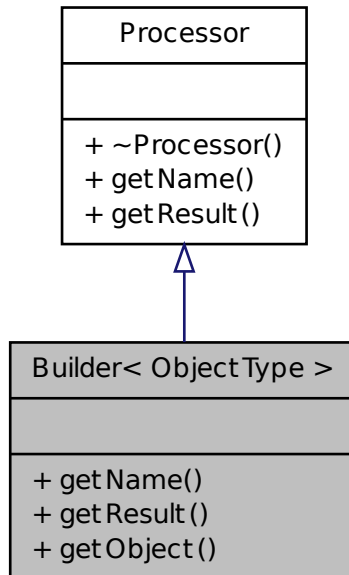 Processor
+ ~Processor()
+ getName()
+ getResult()
Builder< ObjectType >
+ getName()
+ getResult()
+ getObject()